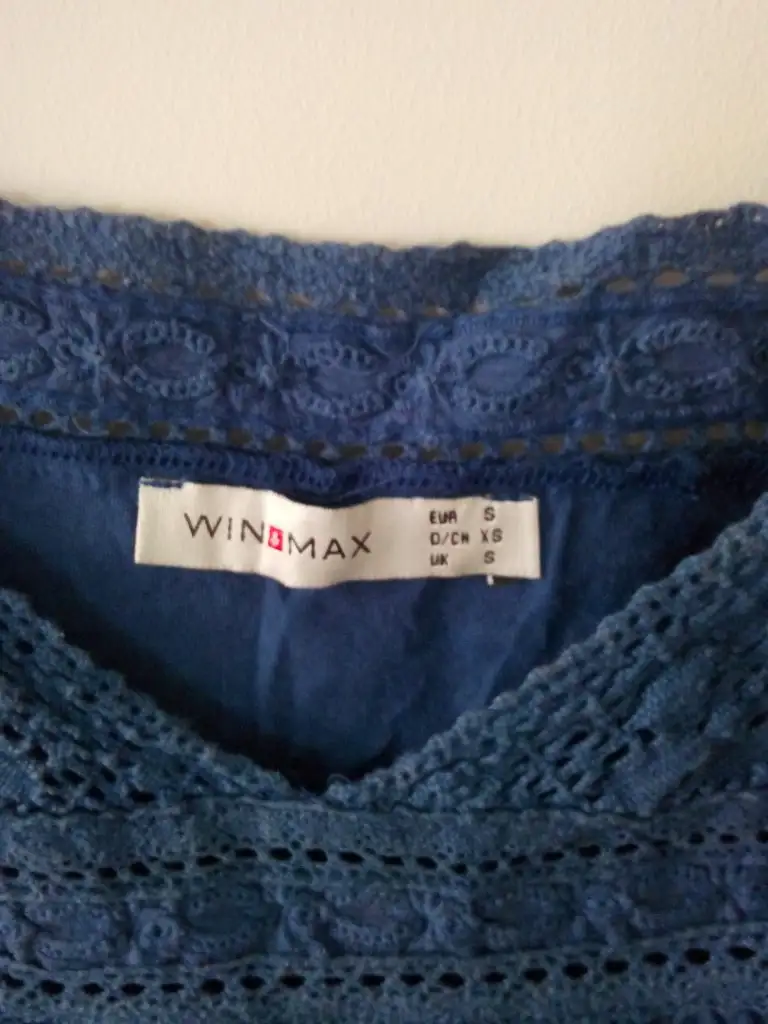 WIN&MAX
EUR S
D/CH XS
UK S